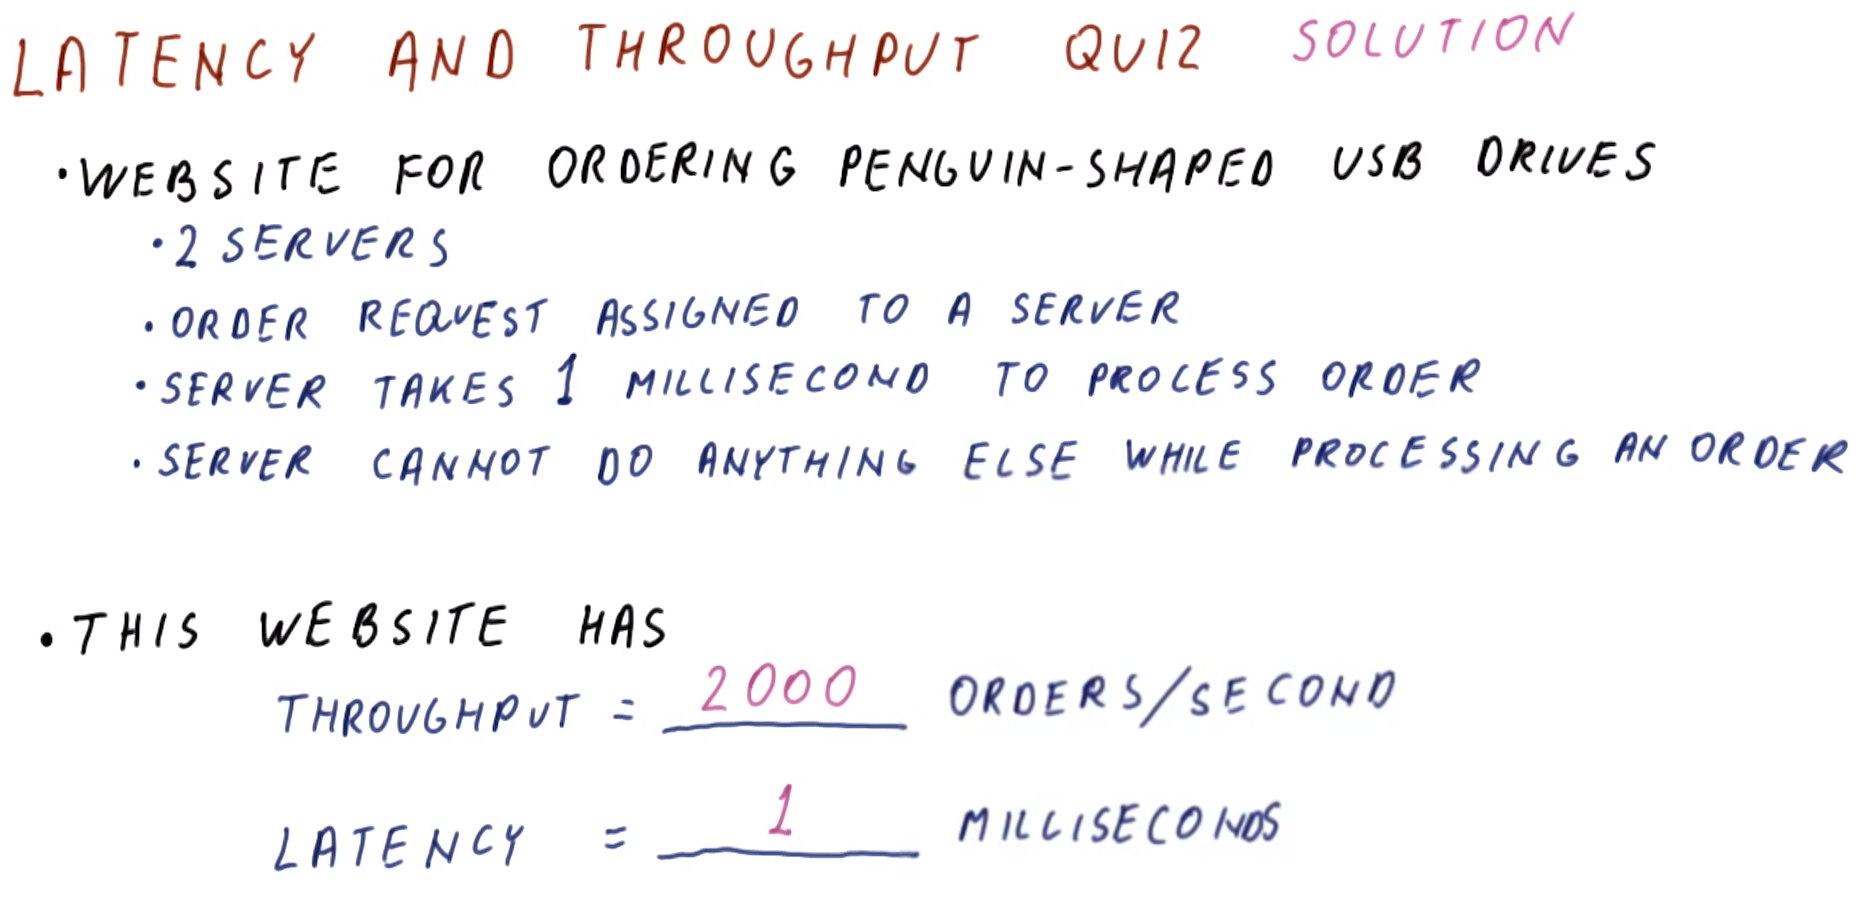 LATENCY AND THROUGHPUT QUIZ SOLUTION
• WEBSITE FOR ORDERING PENGUIN-SHAPED USB DRIVES
• 2 SERVERS
• ORDER REQUEST ASSIGNED TO A SERVER
• SERVER TAKES 1 MILLISECOND TO PROCESS ORDER
• SERVER CANNOT DO ANYTHING ELSE WHILE PROCESSING AN ORDER
• THIS WEBSITE HAS
THROUGHPUT = 2000 ORDERS/SECOND
LATENCY = 1 MILLISECONDS